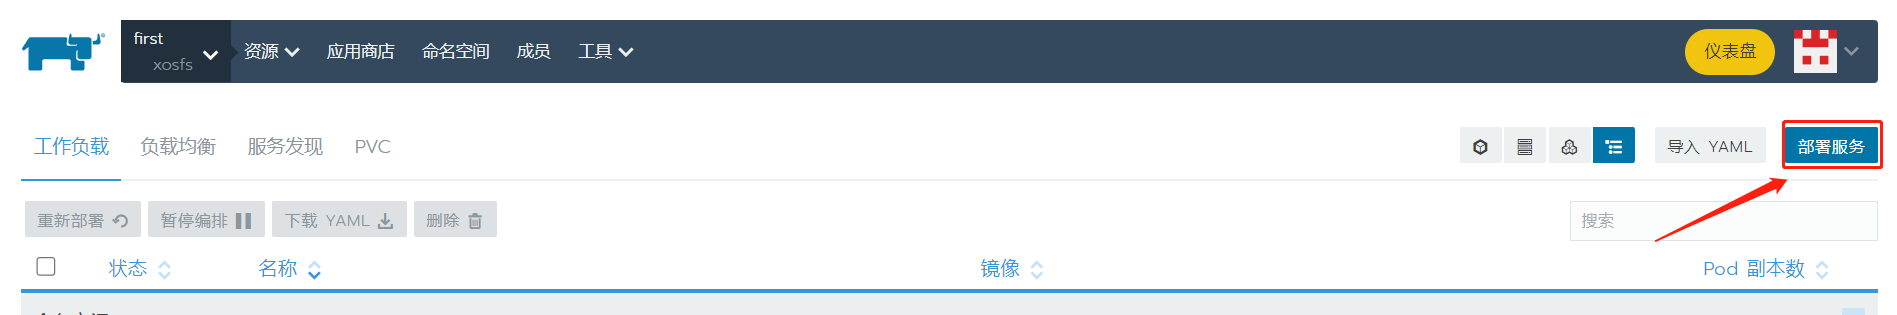 first
xosfs
资源 应用商店 命名空间 成员 工具 仪表盘
工作负载 负载均衡 服务发现 PVC 导入 YAML 部署服务
重新部署 暂停编排 下载 YAML 删除 搜索
状态 名称 镜像 Pod 副本数